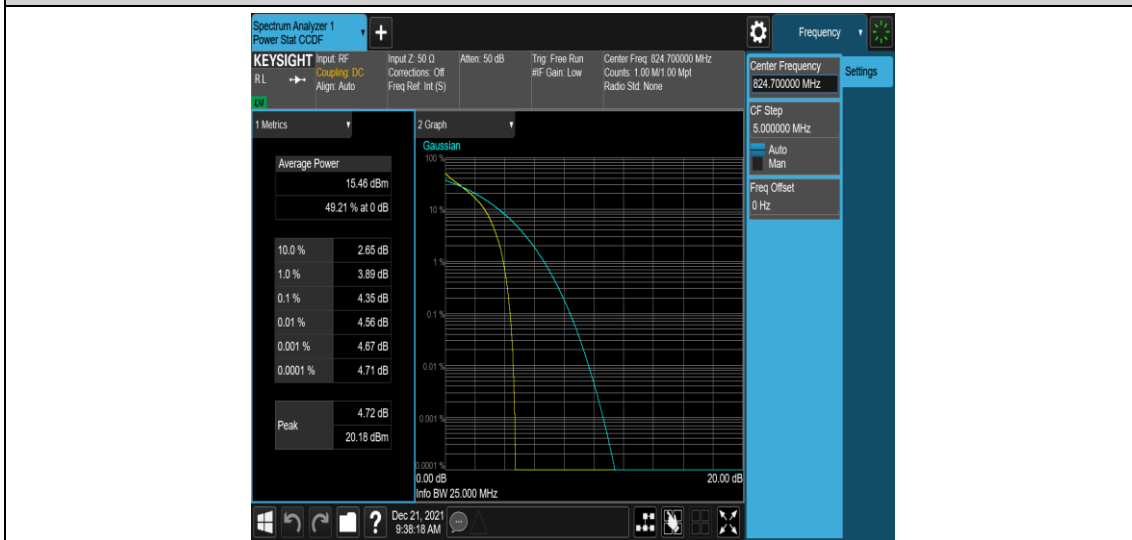 Spectrum Analyzer 1
Power Stat CCDF
+
Frequency
KEYSIGHT
RL
LNI
Input: RF
Coupling: DC
Align: Auto
Input Z: 50 Ω
Corrections: Off
Freq Ref: Int (S)
Atten: 50 dB
Trig: Free Run
#IF Gain: Low
Center Freq: 824.700000 MHz
Counts: 1.00 M/1.00 Mpt
Radio Std: None
Center Frequency
824.700000 MHz
Settings
CF Step
5.000000 MHz
Auto
Man
Freq Offset
0 Hz
1 Metrics
Average Power
15.46 dBm
49.21 % at 0 dB
10.0 % 2.65 dB
1.0 % 3.89 dB
0.1 % 4.35 dB
0.01 % 4.56 dB
0.001 % 4.67 dB
0.0001 % 4.71 dB
Peak
4.72 dB
20.18 dBm
2 Graph
Gaussian
100 %
10 %
1 %
0.1 %
0.01 %
0.001 %
0.0001 %
0.00 dB 20.00 dB
Info BW 25.000 MHz
?
Dec 21, 2021
9:38:18 AM